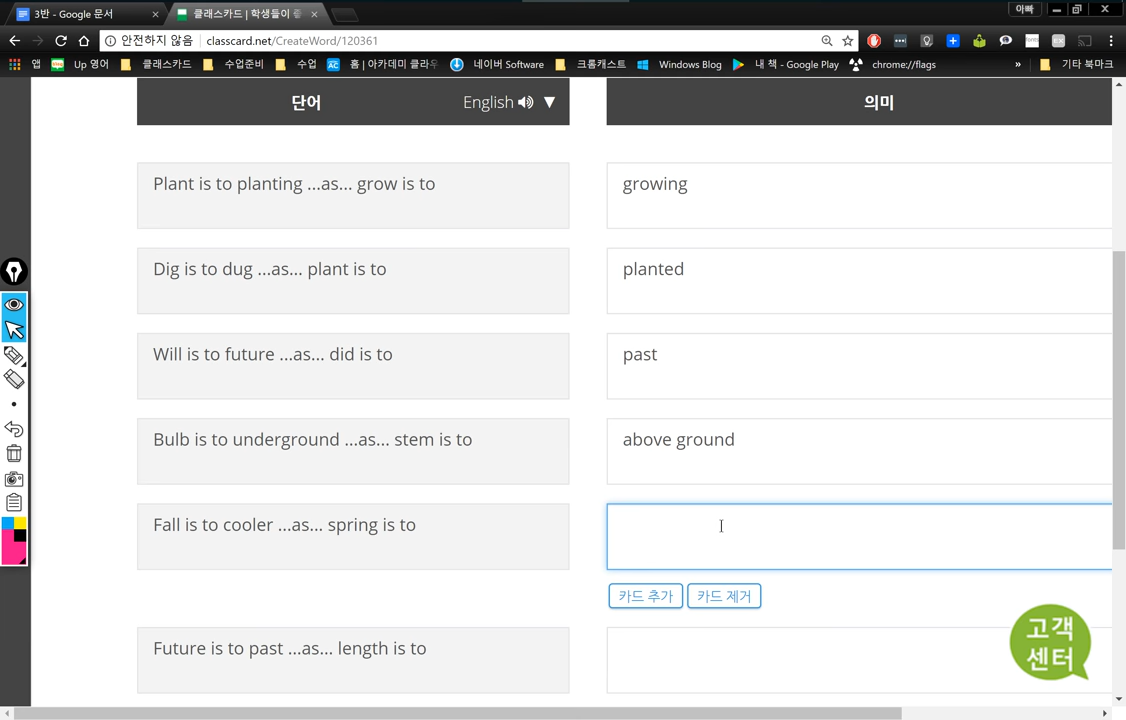 아빠
3반 - Google 문서
클래스카드 | 학생들이 줄
안전하지 않음 classcard.net/CreateWord/120361
앱 Up 영어 클래스카드 수업준비 수업 홈 | 아카데미 클라우 네이버 Software 크롬캐스트 Windows Blog 내 책 - Google Play chrome://flags » 기타 북마크
단어 English ▼ 의미
Plant is to planting ...as... grow is to
growing
Dig is to dug ...as... plant is to
planted
Will is to future ...as... did is to
past
Bulb is to underground ...as... stem is to
above ground
Fall is to cooler ...as... spring is to
카드 추가 카드 제거
Future is to past ...as... length is to
고객
센터